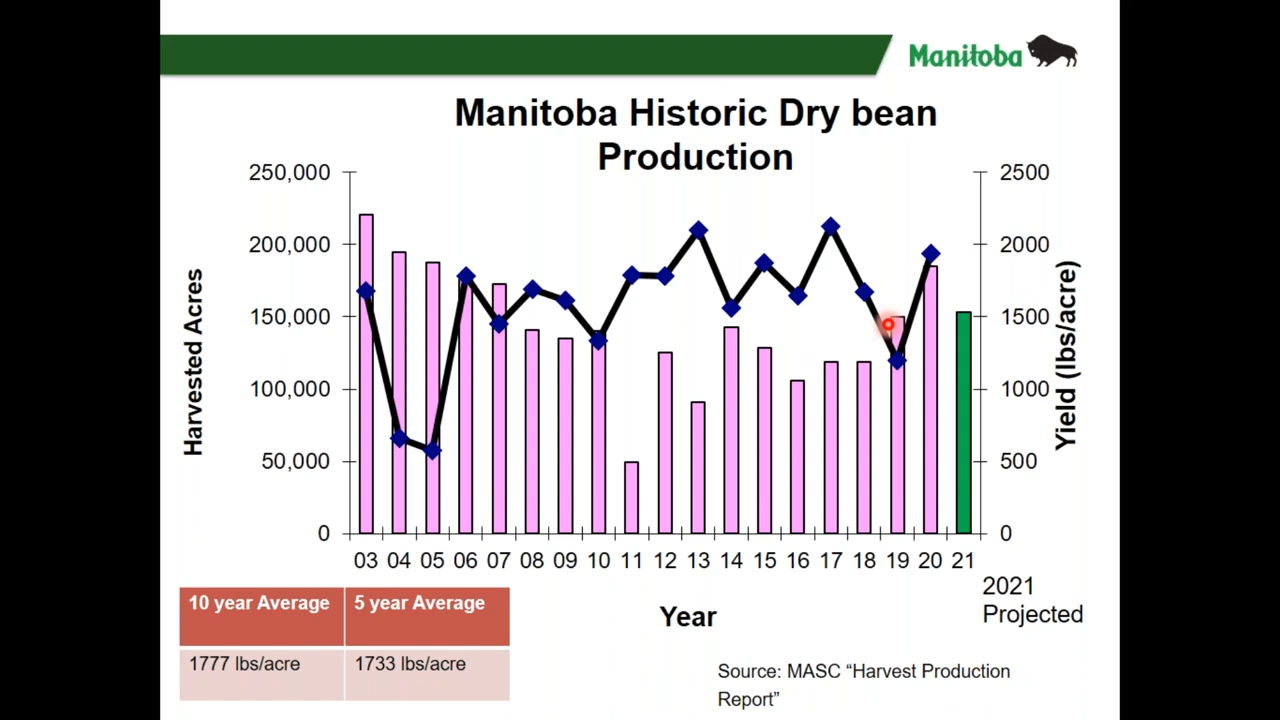 Manitoba
Manitoba Historic Dry bean
Production
250,000
200,000
150,000
100,000
50,000
0
Harvested Acres
2500
2000
1500
1000
500
0
Yield (lbs/acre)
03 04 05 06 07 08 09 10 11 12 13 14 15 16 17 18 19 20 21
2021
Projected
Year
10 year Average 5 year Average
1777 lbs/acre 1733 lbs/acre
Source: MASC “Harvest Production
Report”